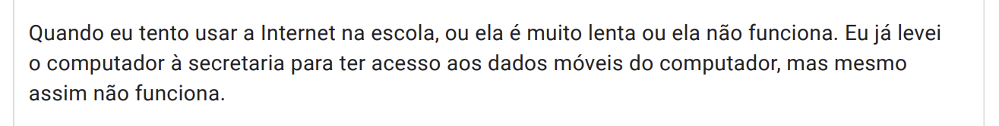 Quando eu tento usar a Internet na escola, ou ela é muito lenta ou ela não funciona. Eu já levei
o computador à secretaria para ter acesso aos dados móveis do computador, mas mesmo
assim não funciona.